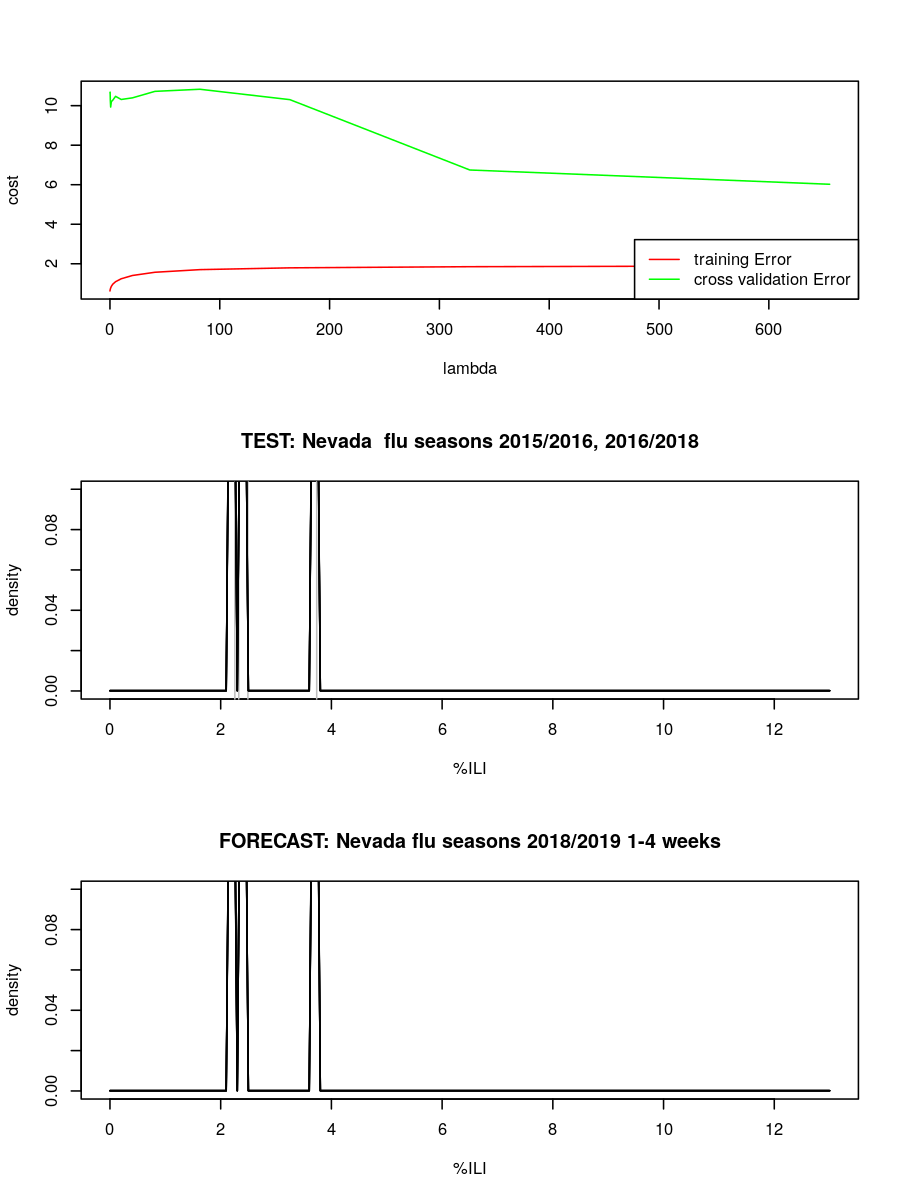 cost
10
8
6
4
2
training Error
cross validation Error
0 100 200 300 400 500 600
lambda
TEST: Nevada  flu seasons 2015/2016, 2016/2018
density
0.08
0.04
0.00
0 2 4 6 8 10 12
%ILI
FORECAST: Nevada flu seasons 2018/2019 1-4 weeks
density
0.08
0.04
0.00
0 2 4 6 8 10 12
%ILI